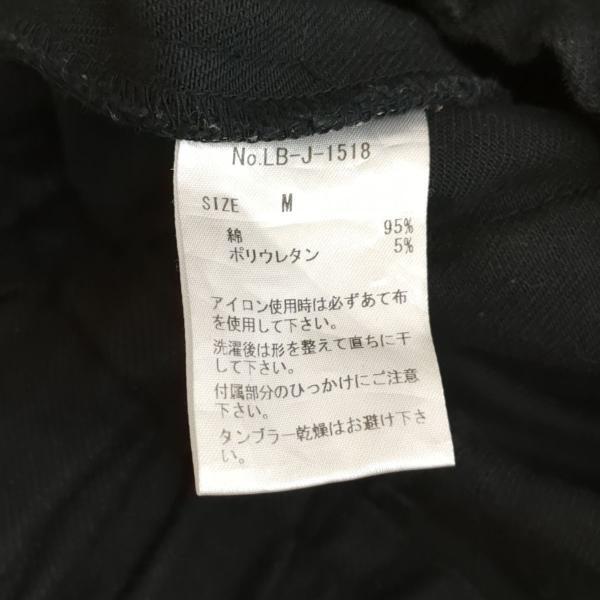 No.LB-J-1518
SIZE M
綿 95%
ポリウレタン 5%
アイロン使用時は必ずあて布
を使用して下さい。
洗濯後は形を整えて直ちに干
して下さい。
付属部分のひっかけにご注意
下さい。
タンブラー乾燥はお避け下さ
い。